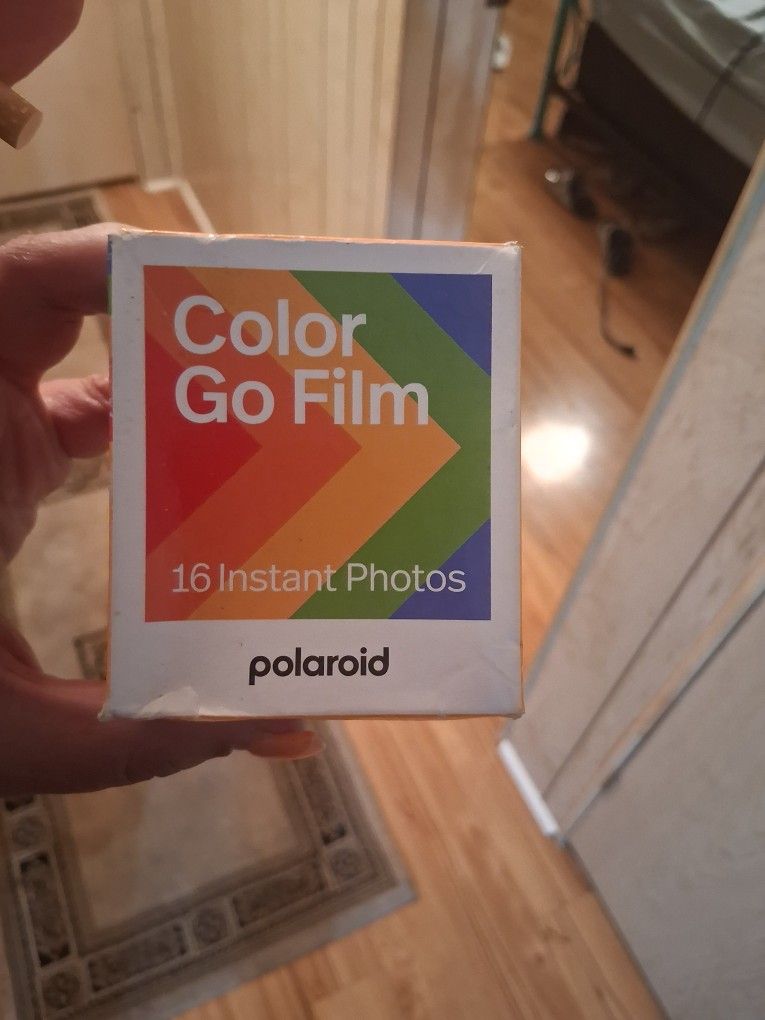 Color
Go Film
16 Instant Photos
polaroid